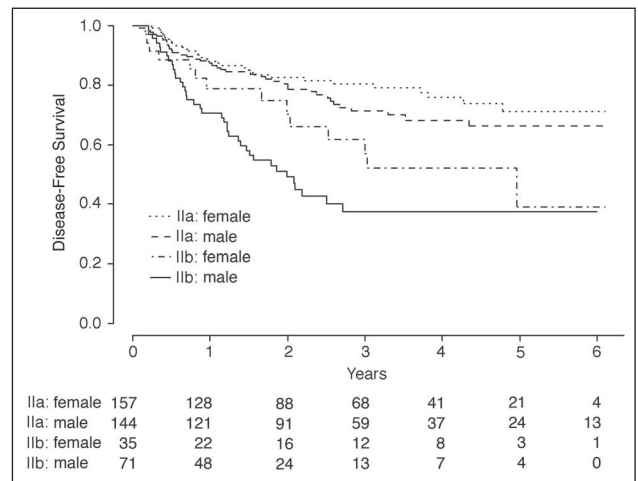 1.0
0.8
0.6
0.4
0.2
0.0
Disease-Free Survival
IIa: female
IIa: male
IIb: female
IIb: male
0 1 2 3 4 5 6
Years
IIa: female 157 128 88 68 41 21 4
IIa: male 144 121 91 59 37 24 13
IIb: female 35 22 16 12 8 3 1
IIb: male 71 48 24 13 7 4 0